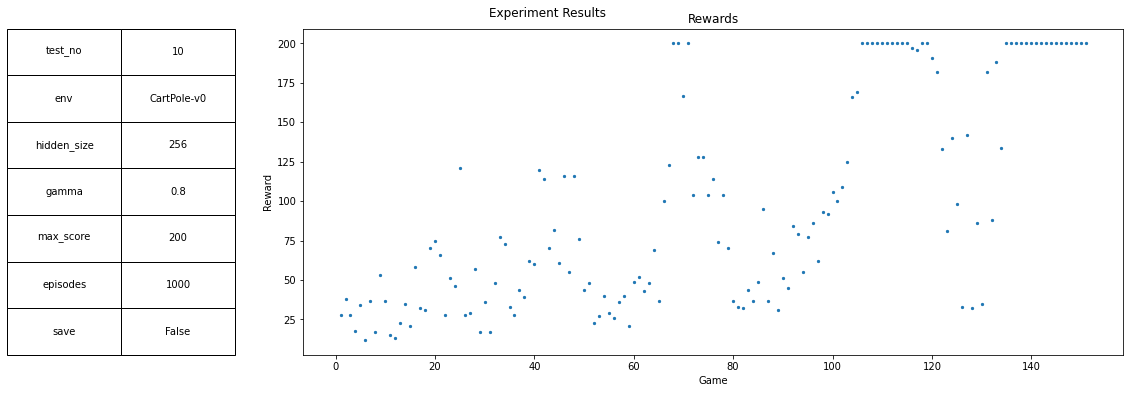 Experiment Results
test_no 10
env CartPole-v0
hidden_size 256
gamma 0.8
max_score 200
episodes 1000
save False
Rewards
Reward
200
175
150
125
100
75
50
25
0 20 40 60 80 100 120 140
Game